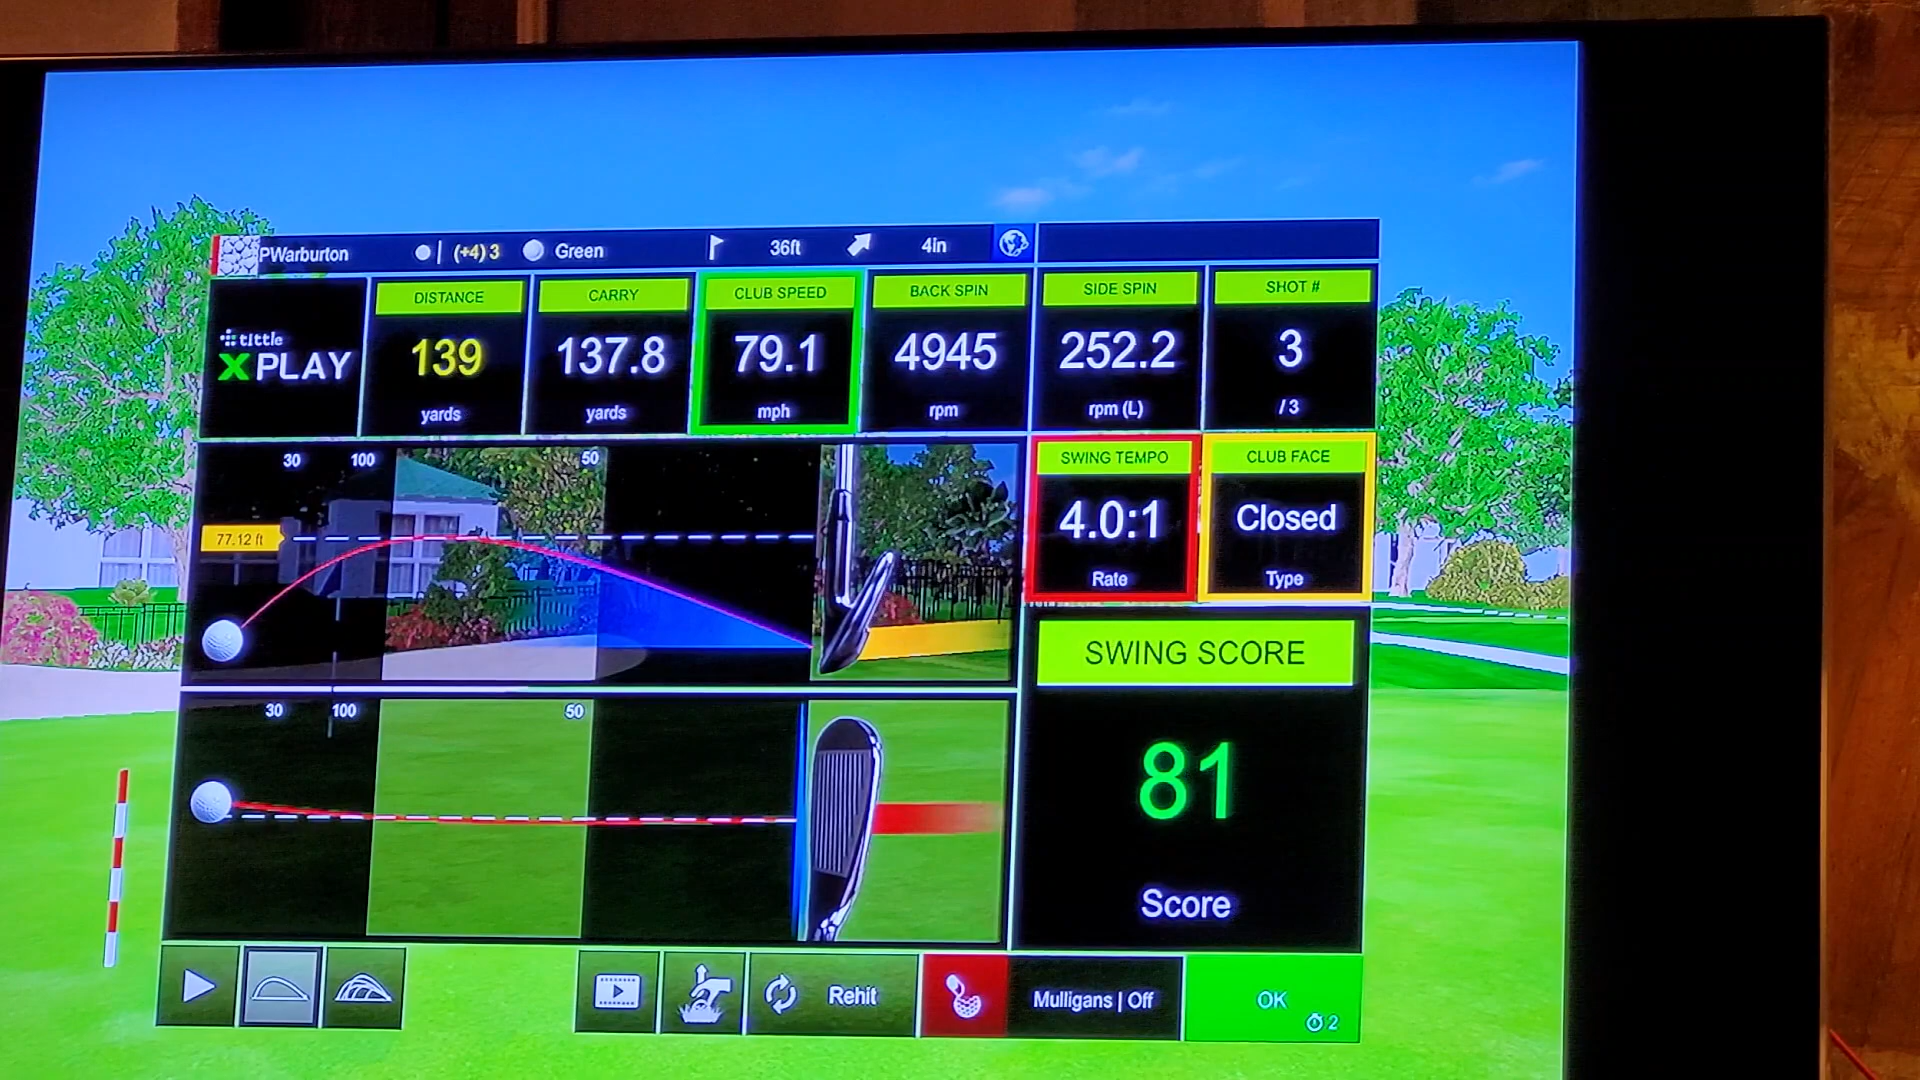 PWarburton (+4) 3 Green 36ft 4in
tittle
X PLAY
DISTANCE
139
yards
CARRY
137.8
yards
CLUB SPEED
79.1
mph
BACK SPIN
4945
rpm
SIDE SPIN
252.2
rpm (L)
SHOT #
3
/ 3
30 100 50
77.12 ft
SWING TEMPO
4.0:1
Rate
CLUB FACE
Closed
Type
30 100 50
SWING SCORE
81
Score
Rehit
Mulligans | Off
OK
2